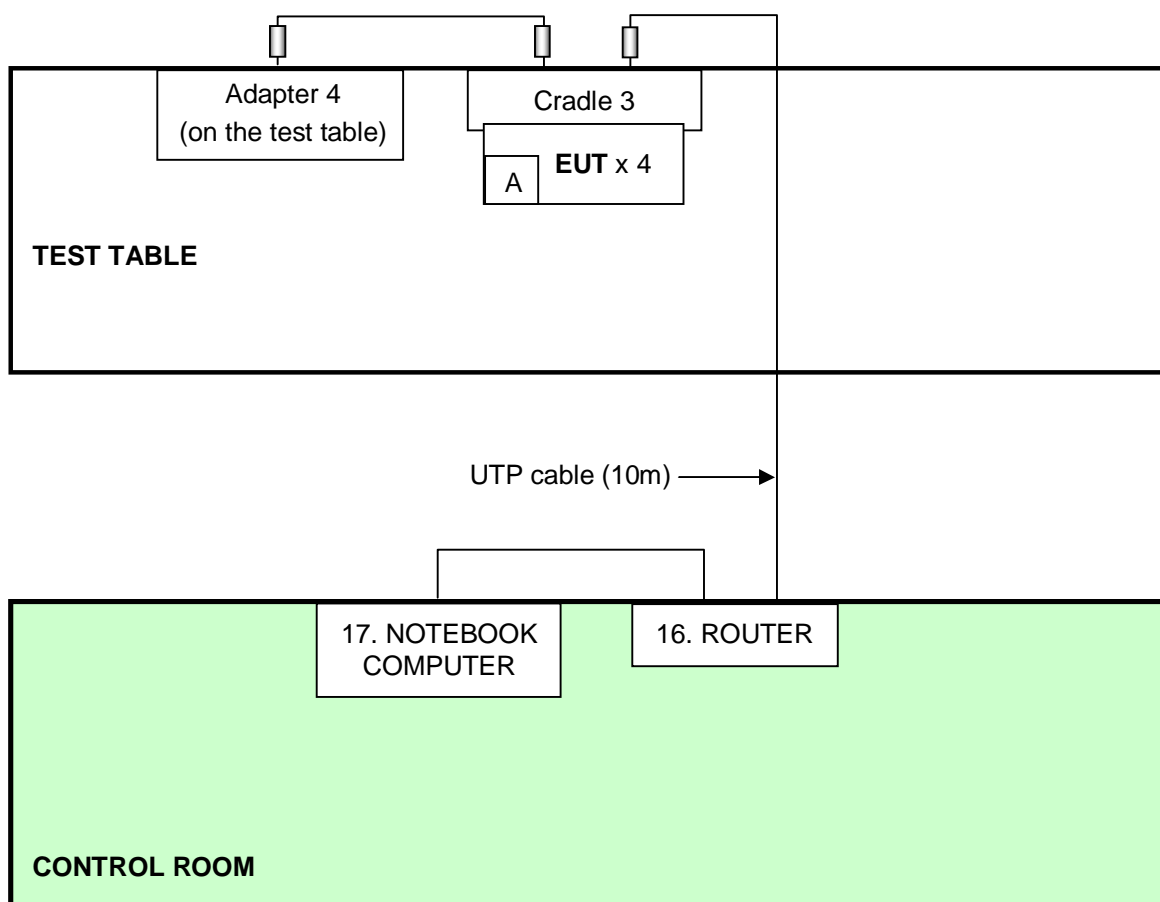 Adapter 4
(on the test table)
Cradle 3
EUT x 4
A
TEST TABLE
UTP cable (10m)
17. NOTEBOOK
COMPUTER
16. ROUTER
CONTROL ROOM